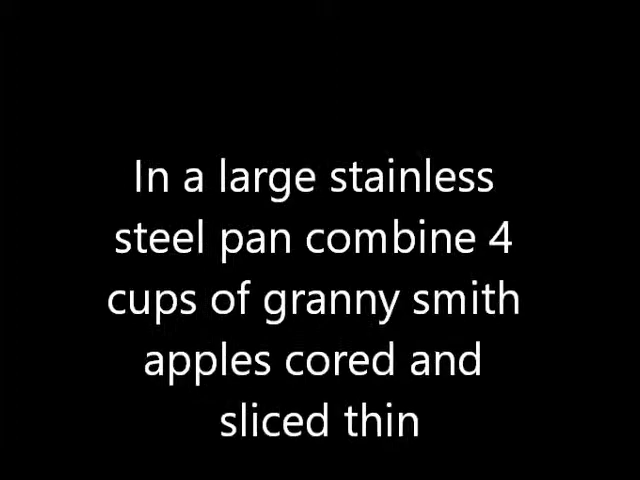 In a large stainless
steel pan combine 4
cups of granny smith
apples cored and
sliced thin